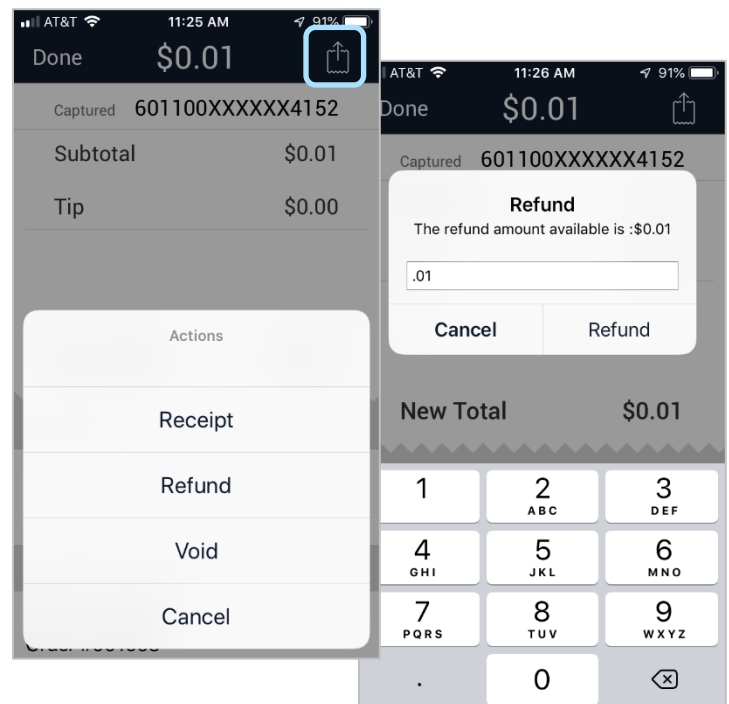 AT&T 11:25 AM 91%
Done $0.01
Captured 601100XXXXXX4152
Subtotal $0.01
Tip $0.00
Actions
Receipt
Refund
Void
Cancel
AT&T 11:26 AM 91%
Done $0.01
Captured 601100XXXXXX4152
Refund
The refund amount available is :$0.01
.01
Cancel Refund
New Total $0.01
1 2 3
ABC DEF
4 5 6
GHI JKL MNO
7 8 9
PQRS TUV WXYZ
. 0